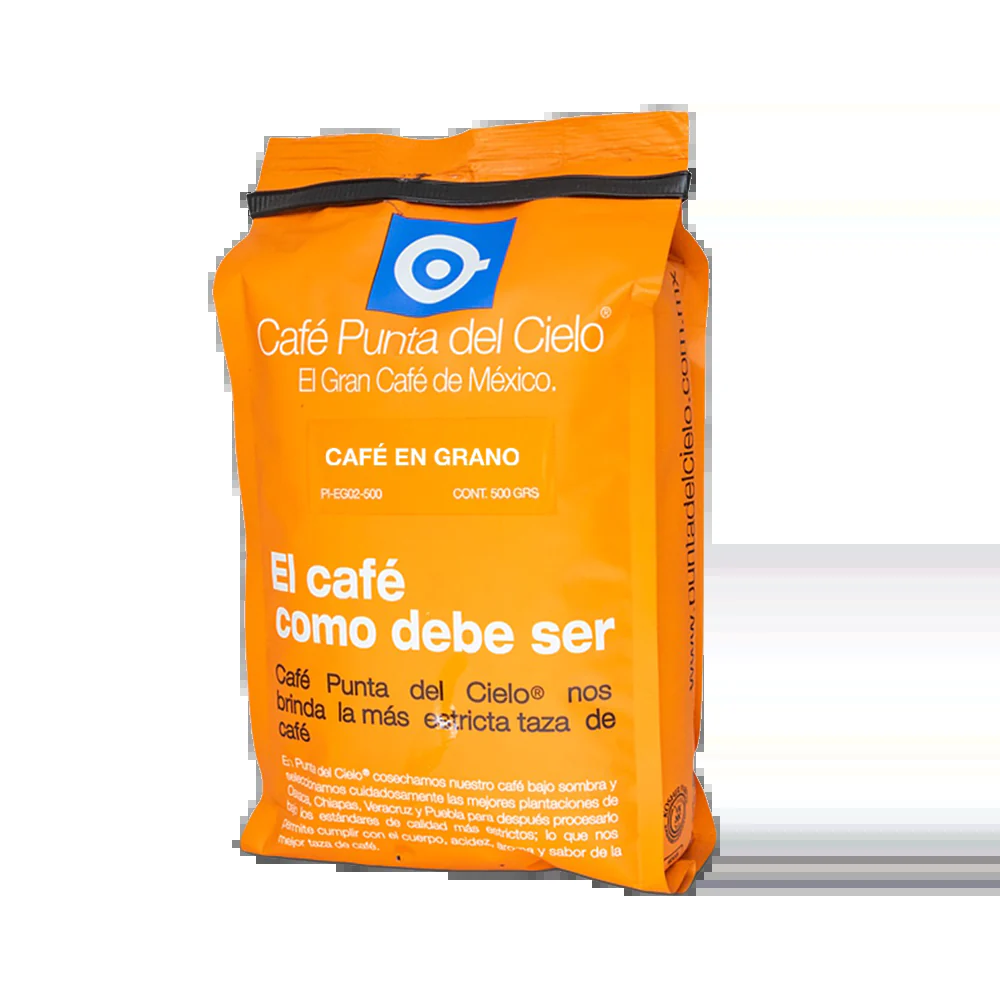 Café Punta del Cielo®
El Gran Café de México.
CAFÉ EN GRANO
PI-EG02-500 CONT. 500 GRS
El café
como debe ser
Café Punta del Cielo® nos
brinda la más estricta taza de
café
En Punta del Cielo® cosechamos nuestro café bajo sombra y
seleccionamos cuidadosamente las mejores plantaciones de
Oaxaca, Chiapas, Veracruz y Puebla para después procesarlo
bajo los estándares de calidad más estrictos; lo que nos
permite cumplir con el cuerpo, acidez, aroma y sabor de la
mejor taza de café.
www.puntadelcielo.com.mx